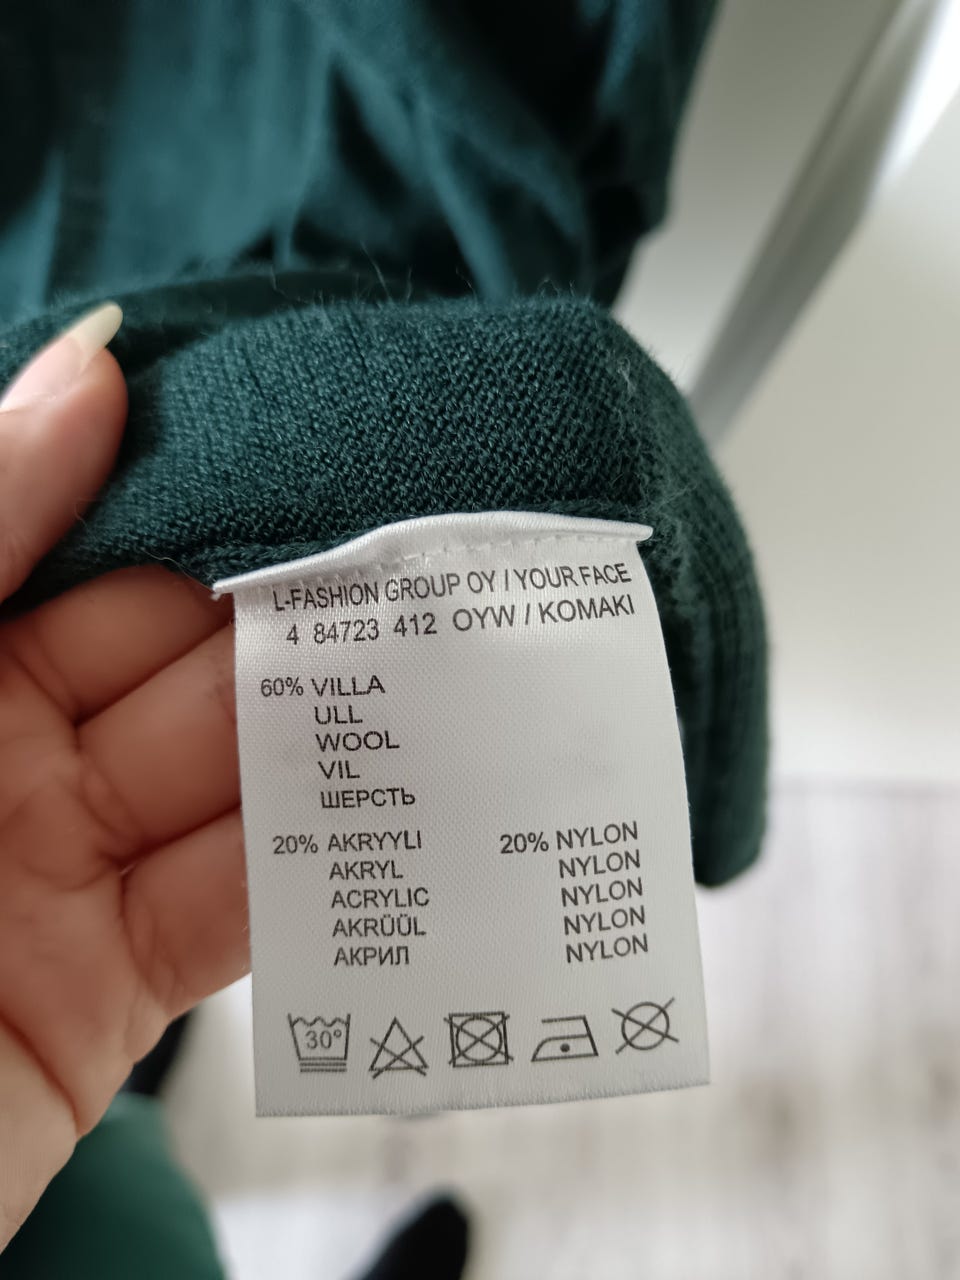 L-FASHION GROUP OY / YOUR FACE
4 84723 412 OYW / KOMAKI
60% VILLA
ULL
WOOL
VIL
ШЕРСТЬ
20% AKRYYLI
AKRYL
ACRYLIC
AKRÜÜL
АКРИЛ
20% NYLON
NYLON
NYLON
NYLON
NYLON
30°